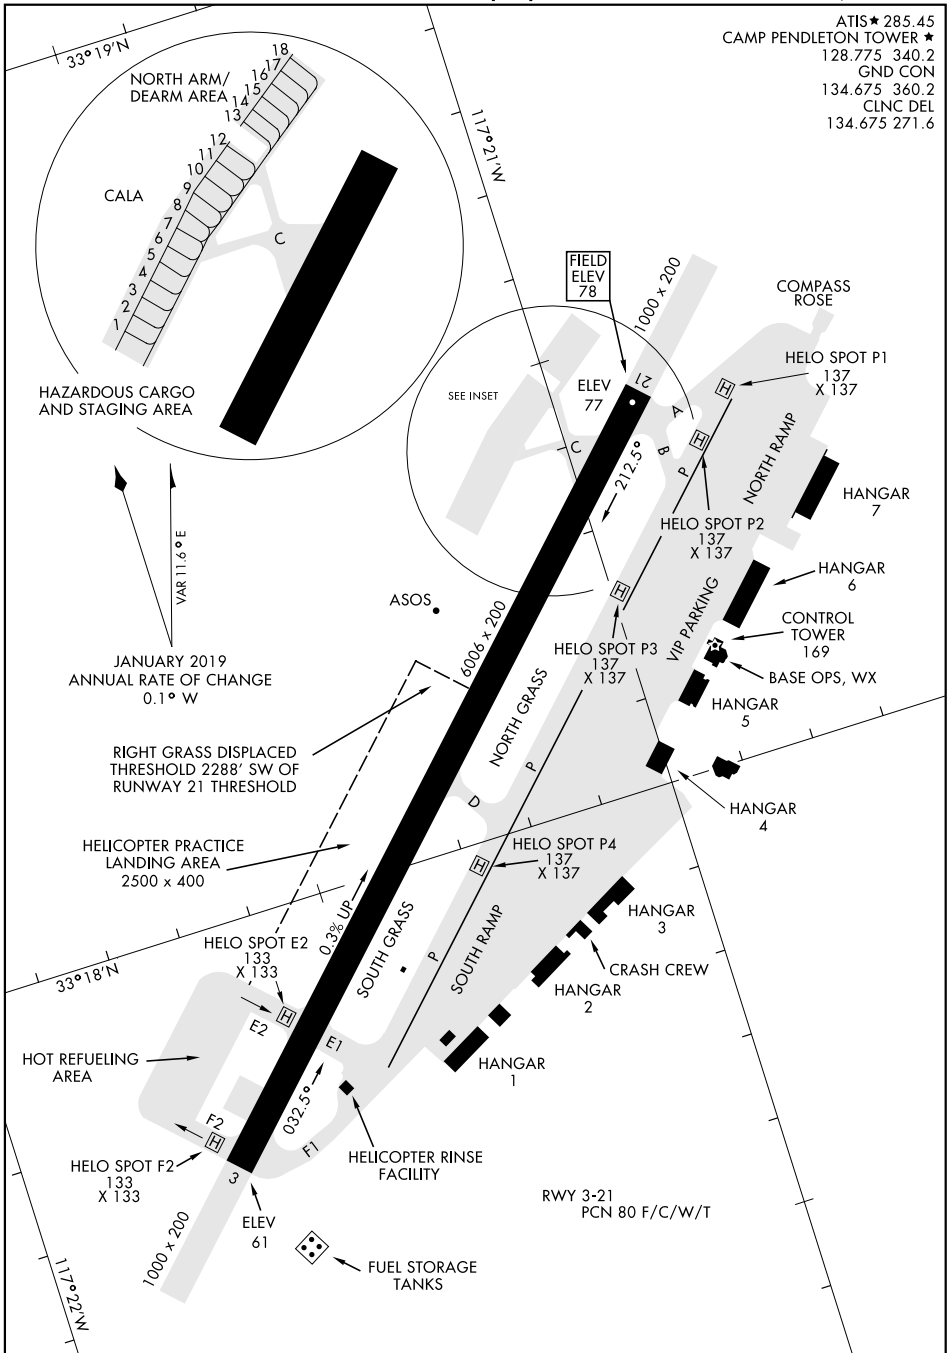 ATIS★ 285.45
CAMP PENDLETON TOWER ★
128.775 340.2
GND CON
134.675 360.2
CLNC DEL
134.675 271.6
33°19'N
NORTH ARM/
DEARM AREA
18
17
16
15
14
13
12
11
10
9
8
7
6
5
4
3
2
1
CALA
C
HAZARDOUS CARGO
AND STAGING AREA
117°21'W
FIELD
ELEV
78
1000 x 200
COMPASS
ROSE
HELO SPOT P1
137
X 137
SEE INSET
ELEV
77
21
A
B
C
P
H
H
NORTH RAMP
212.5°
HANGAR
7
HELO SPOT P2
137
X 137
VAR 11.6° E
HANGAR
6
ASOS
6006 x 200
H
VIP PARKING
CONTROL
TOWER
169
HELO SPOT P3
137
X 137
BASE OPS, WX
JANUARY 2019
ANNUAL RATE OF CHANGE
0.1° W
HANGAR
5
NORTH GRASS
RIGHT GRASS DISPLACED
THRESHOLD 2288' SW OF
RUNWAY 21 THRESHOLD
P
D
HANGAR
4
HELICOPTER PRACTICE
LANDING AREA
2500 x 400
HELO SPOT P4
137
X 137
H
0.3% UP
SOUTH GRASS
P
SOUTH RAMP
HANGAR
3
HELO SPOT E2
133
X 133
33°18'N
CRASH CREW
HANGAR
2
H
E2
E1
HOT REFUELING
AREA
HANGAR
1
032.5°
F2
H
F1
HELICOPTER RINSE
FACILITY
HELO SPOT F2
133
X 133
3
RWY 3-21
PCN 80 F/C/W/T
ELEV
61
1000 x 200
FUEL STORAGE
TANKS
117°22'W